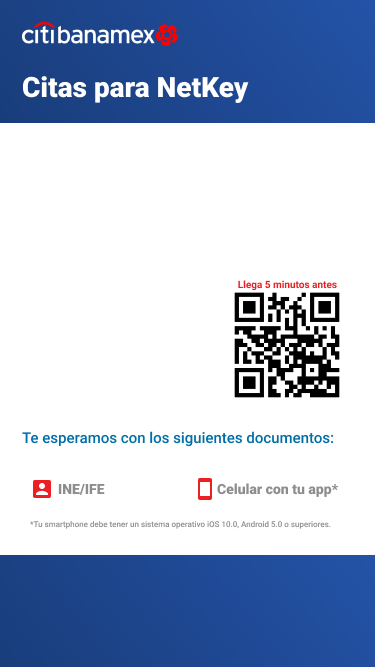 citibanamex
Citas para NetKey
Llega 5 minutos antes
Te esperamos con los siguientes documentos:
INE/IFE
Celular con tu app*
*Tu smartphone debe tener un sistema operativo iOS 10.0, Android 5.0 o superiores.